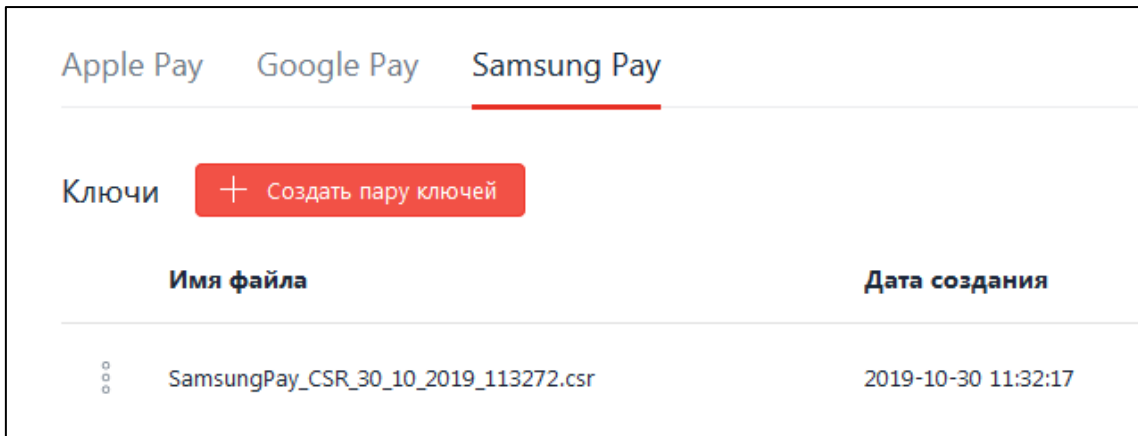 Apple Pay Google Pay Samsung Pay
Ключи + Создать пару ключей
Имя файла Дата создания
SamsungPay_CSR_30_10_2019_113272.csr 2019-10-30 11:32:17